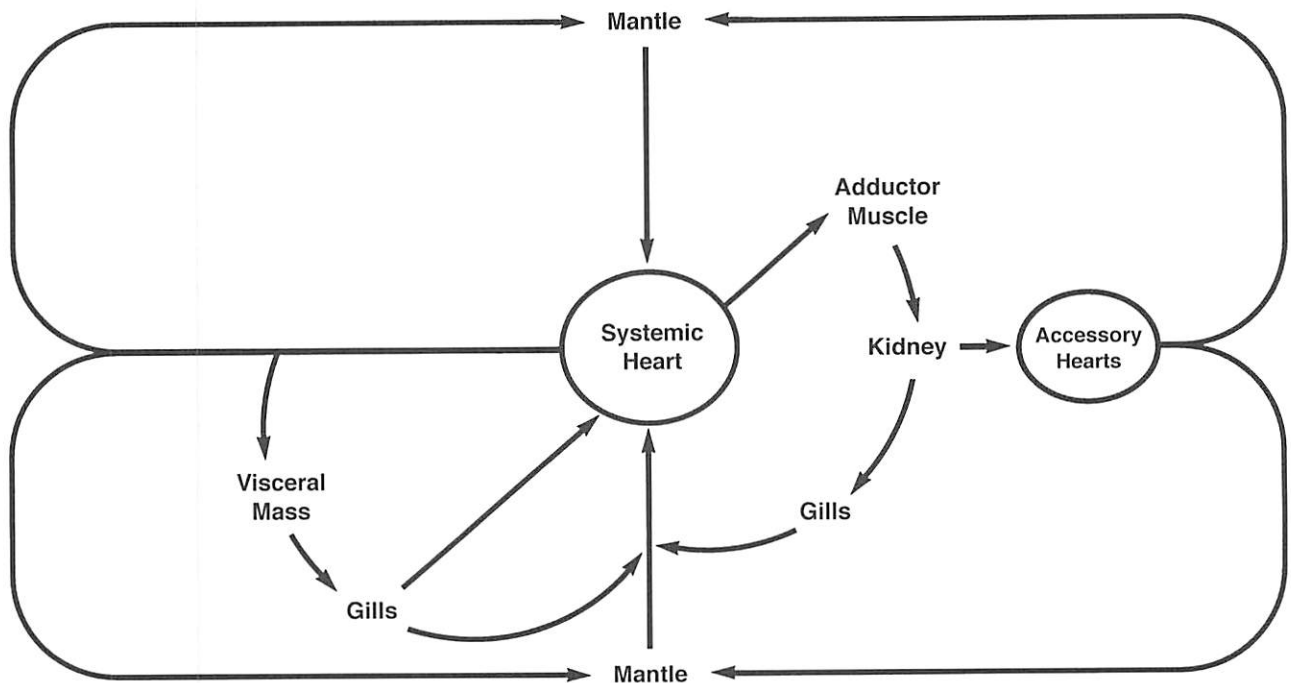 Mantle
Adductor
Muscle
Systemic
Heart
Kidney
Accessory
Hearts
Visceral
Mass
Gills
Gills
Mantle